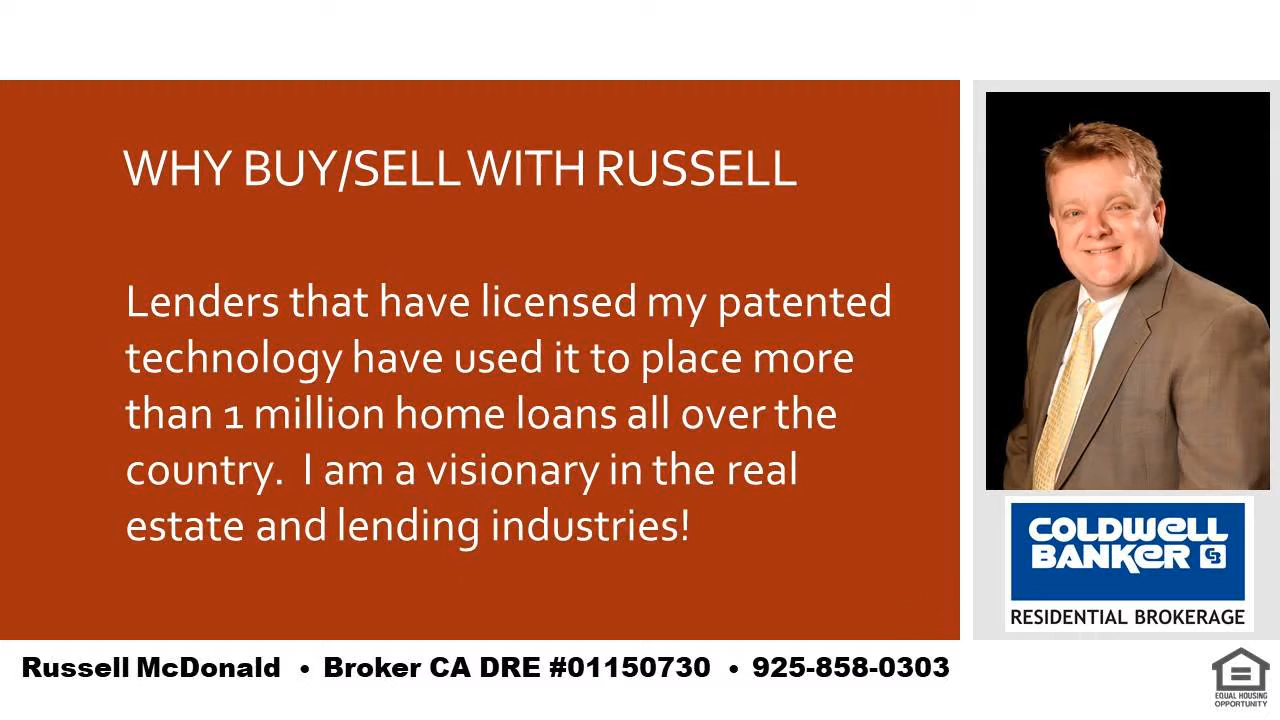 WHY BUY/SELL WITH RUSSELL
Lenders that have licensed my patented
technology have used it to place more
than 1 million home loans all over the
country.  I am a visionary in the real
estate and lending industries!
COLDWELL
BANKER CB
RESIDENTIAL BROKERAGE
Russell McDonald • Broker CA DRE #01150730 • 925-858-0303
EQUAL HOUSING
OPPORTUNITY